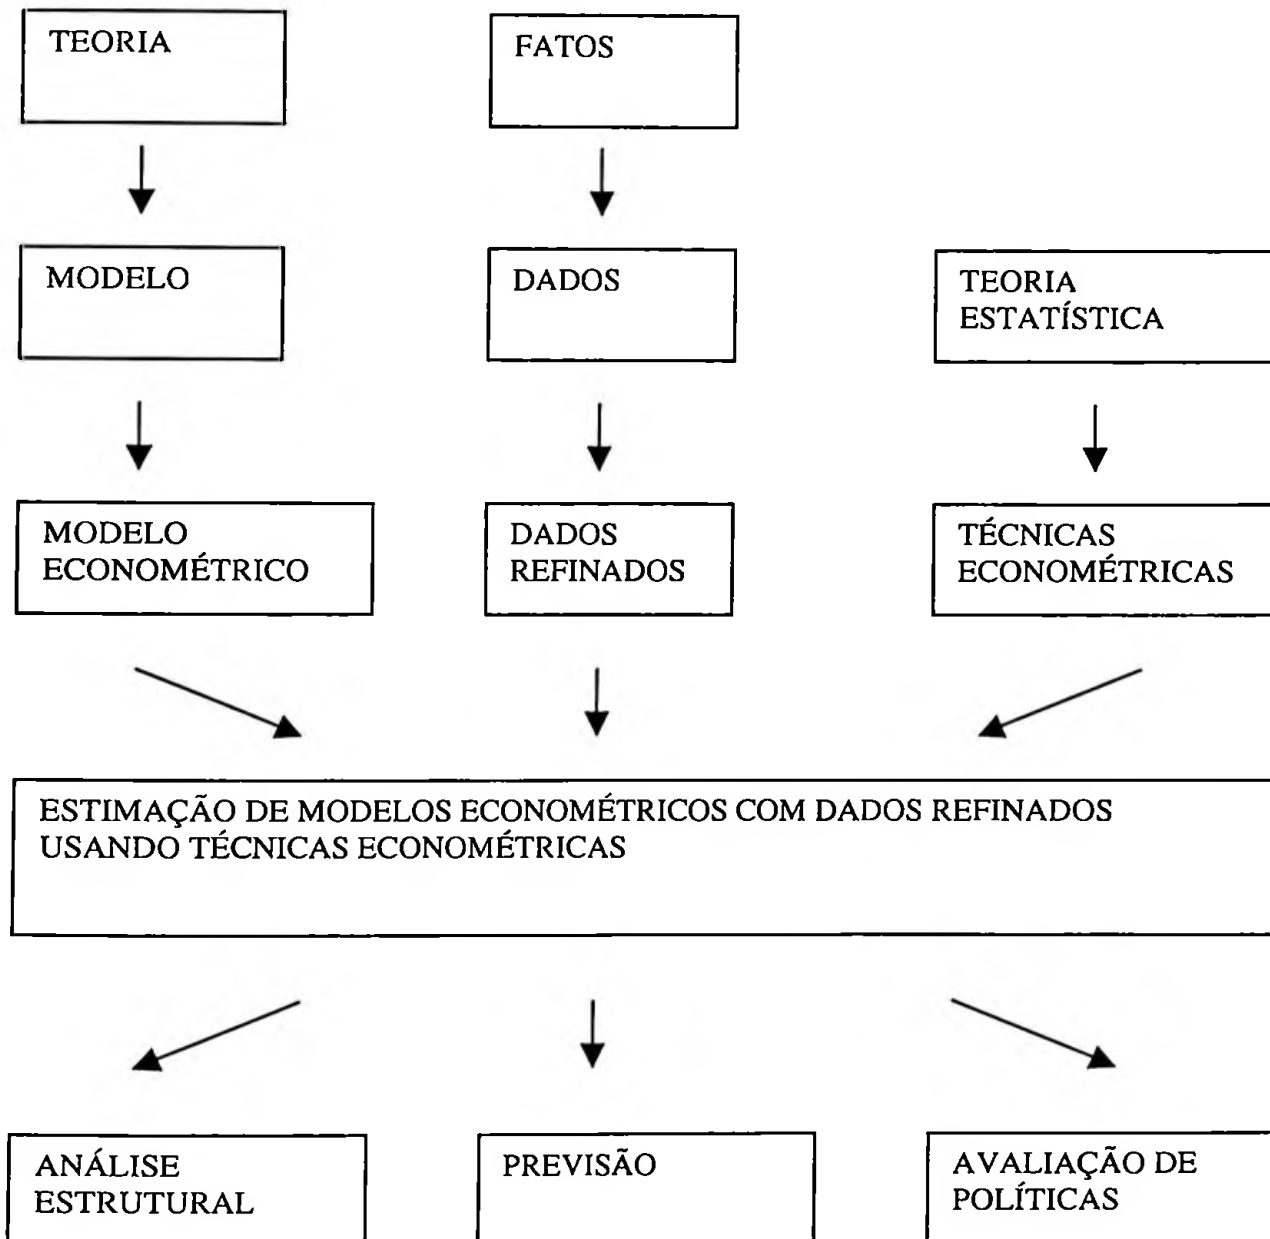 TEORIA
FATOS
MODELO
DADOS
TEORIA
ESTATÍSTICA
MODELO
ECONOMÉTRICO
DADOS
REFINADOS
TÉCNICAS
ECONOMÉTRICAS
ESTIMAÇÃO DE MODELOS ECONOMÉTRICOS COM DADOS REFINADOS
USANDO TÉCNICAS ECONOMÉTRICAS
ANÁLISE
ESTRUTURAL
PREVISÃO
AVALIAÇÃO DE
POLÍTICAS